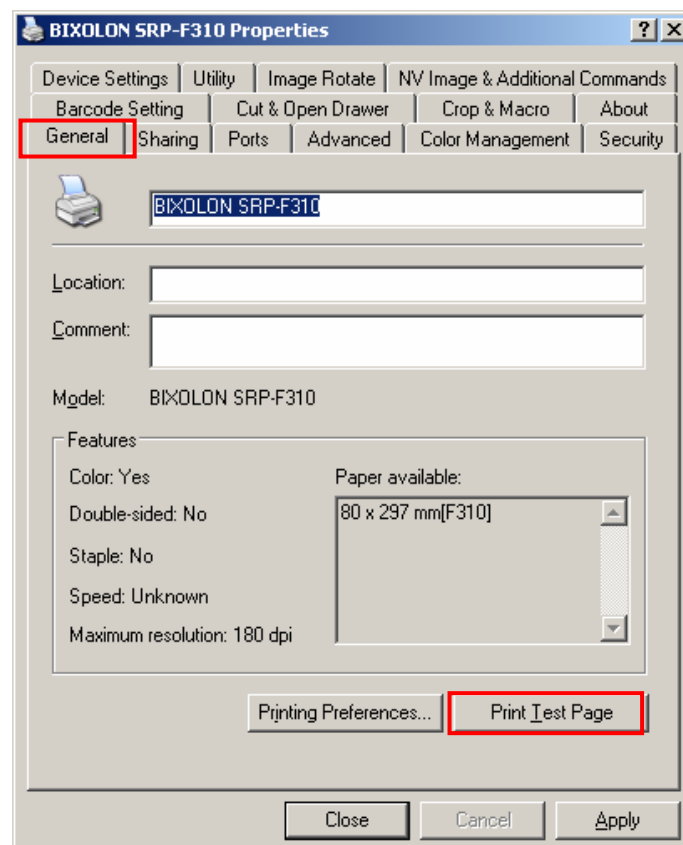 BIXOLON SRP-F310 Properties
Device Settings Utility Image Rotate NV Image & Additional Commands
Barcode Setting Cut & Open Drawer Crop & Macro About
General Sharing Ports Advanced Color Management Security
BIXOLON SRP-F310
Location:
Comment:
Model: BIXOLON SRP-F310
Features
Color: Yes Paper available:
Double-sided: No 80 x 297 mm[F310]
Staple: No
Speed: Unknown
Maximum resolution: 180 dpi
Printing Preferences... Print Test Page
Close Cancel Apply